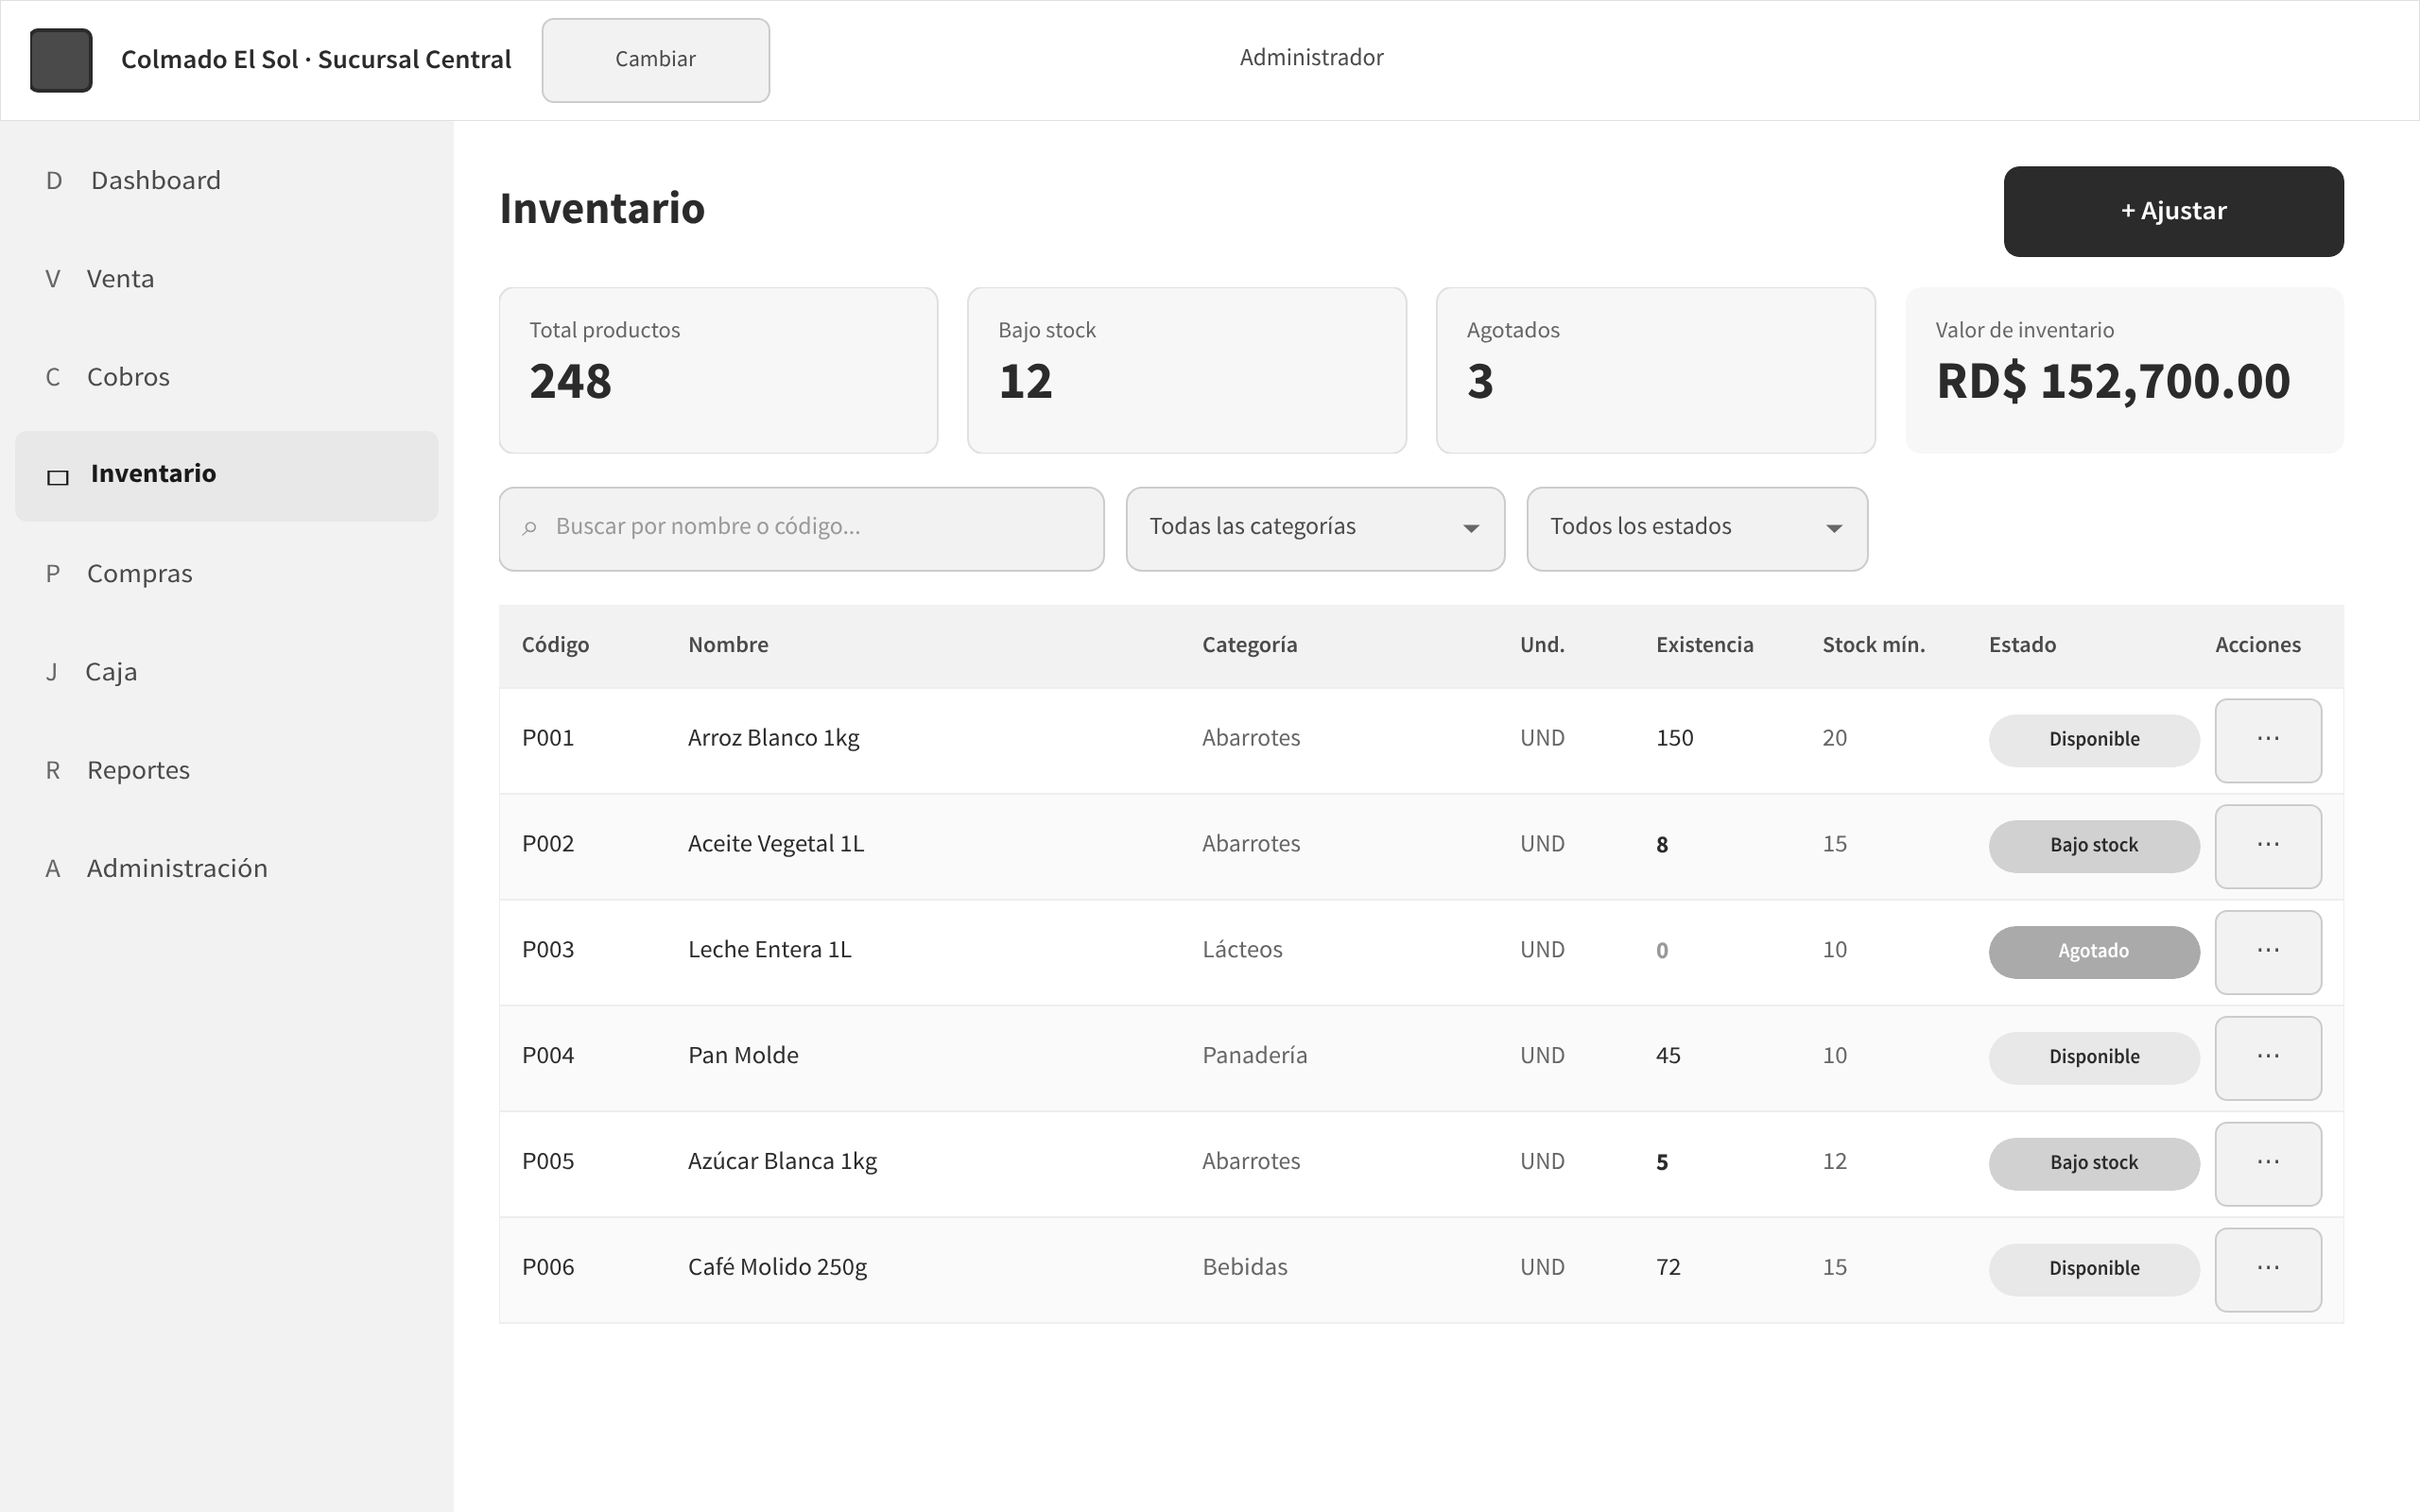 Colmado El Sol · Sucursal Central
Cambiar
Administrador
D Dashboard
V Venta
C Cobros
Inventario
P Compras
J Caja
R Reportes
A Administración
Inventario
+ Ajustar
Total productos
248
Bajo stock
12
Agotados
3
Valor de inventario
RD$ 152,700.00
Buscar por nombre o código...
Todas las categorías
Todos los estados
Código Nombre Categoría Und. Existencia Stock mín. Estado Acciones
P001 Arroz Blanco 1kg Abarrotes UND 150 20 Disponible ...
P002 Aceite Vegetal 1L Abarrotes UND 8 15 Bajo stock ...
P003 Leche Entera 1L Lácteos UND 0 10 Agotado ...
P004 Pan Molde Panadería UND 45 10 Disponible ...
P005 Azúcar Blanca 1kg Abarrotes UND 5 12 Bajo stock ...
P006 Café Molido 250g Bebidas UND 72 15 Disponible ...